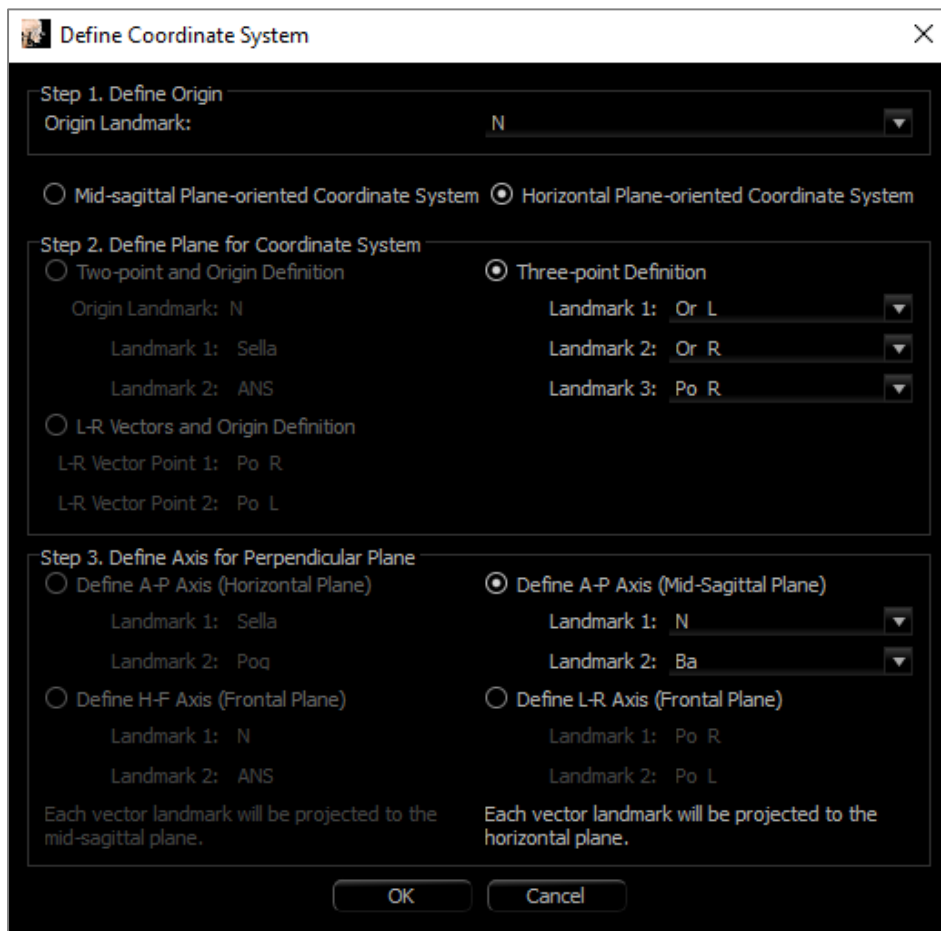 Define Coordinate System
Step 1. Define Origin
Origin Landmark: N
Mid-sagittal Plane-oriented Coordinate System Horizontal Plane-oriented Coordinate System
Step 2. Define Plane for Coordinate System
Two-point and Origin Definition Three-point Definition
Origin Landmark: N Landmark 1: Or L
Landmark 1: Sella Landmark 2: Or R
Landmark 2: ANS Landmark 3: Po R
L-R Vectors and Origin Definition
L-R Vector Point 1: Po R
L-R Vector Point 2: Po L
Step 3. Define Axis for Perpendicular Plane
Define A-P Axis (Horizontal Plane) Define A-P Axis (Mid-Sagittal Plane)
Landmark 1: Sella Landmark 1: N
Landmark 2: Pog Landmark 2: Ba
Define H-F Axis (Frontal Plane) Define L-R Axis (Frontal Plane)
Landmark 1: N Landmark 1: Po R
Landmark 2: ANS Landmark 2: Po L
Each vector landmark will be projected to the Each vector landmark will be projected to the
mid-sagittal plane. horizontal plane.
OK Cancel